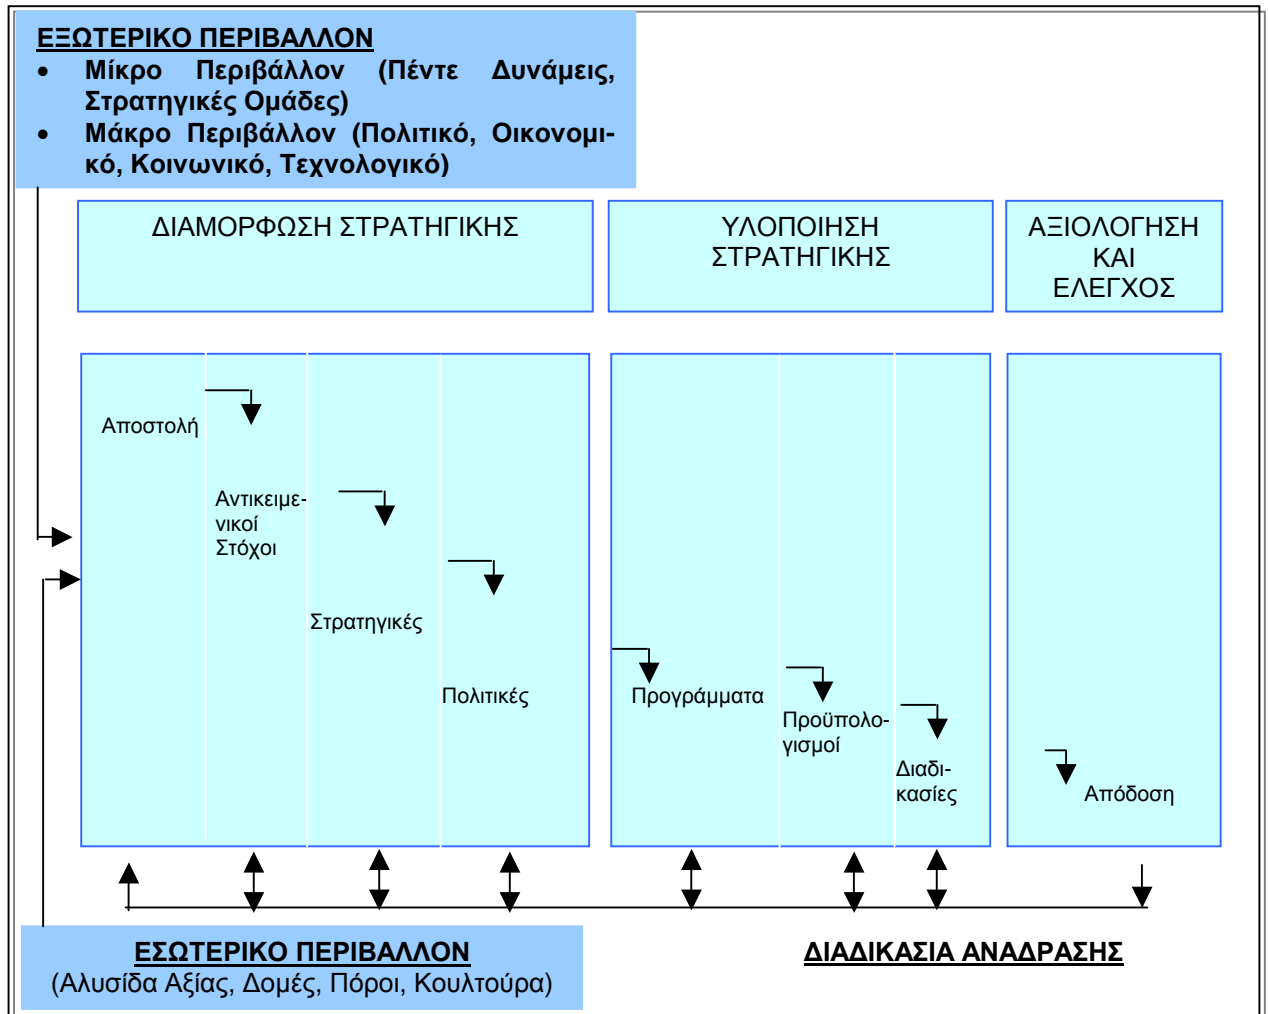 ΕΞΩΤΕΡΙΚΟ ΠΕΡΙΒΑΛΛΟΝ
• Μίκρο Περιβάλλον (Πέντε Δυνάμεις,
Στρατηγικές Ομάδες)
• Μάκρο Περιβάλλον (Πολιτικό, Οικονομι-
κό, Κοινωνικό, Τεχνολογικό)
ΔΙΑΜΟΡΦΩΣΗ ΣΤΡΑΤΗΓΙΚΗΣ
ΥΛΟΠΟΙΗΣΗ
ΣΤΡΑΤΗΓΙΚΗΣ
ΑΞΙΟΛΟΓΗΣΗ
ΚΑΙ
ΕΛΕΓΧΟΣ
Αποστολή
Αντικειμε-
νικοί
Στόχοι
Στρατηγικές
Πολιτικές
Προγράμματα
Προϋπολο-
γισμοί
Διαδι-
κασίες
Απόδοση
ΕΣΩΤΕΡΙΚΟ ΠΕΡΙΒΑΛΛΟΝ
(Αλυσίδα Αξίας, Δομές, Πόροι, Κουλτούρα)
ΔΙΑΔΙΚΑΣΙΑ ΑΝΑΔΡΑΣΗΣ